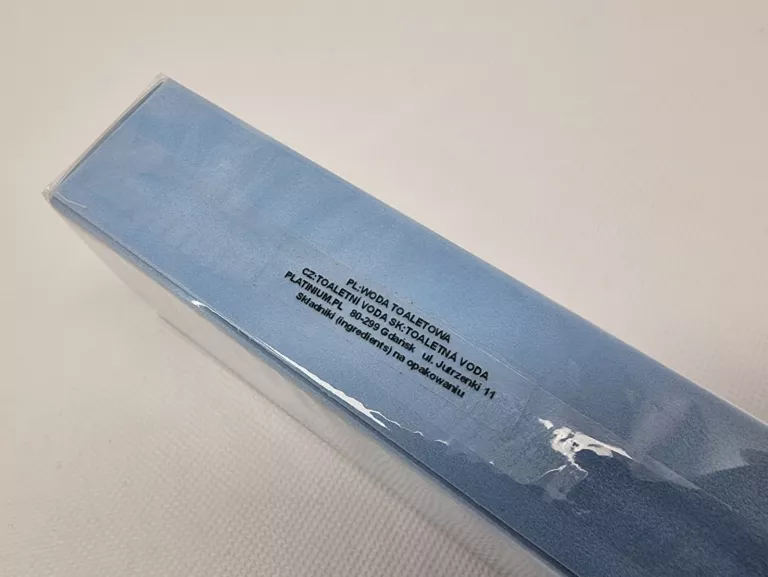 PL:WODA TOALETOWA
CZ:TOALETNÍ VODA SK:TOALETNÁ VODA
PLATINIUM.PL 80-299 Gdańsk ul. Jutrzenki 11
Składniki (ingredients) na opakowaniu